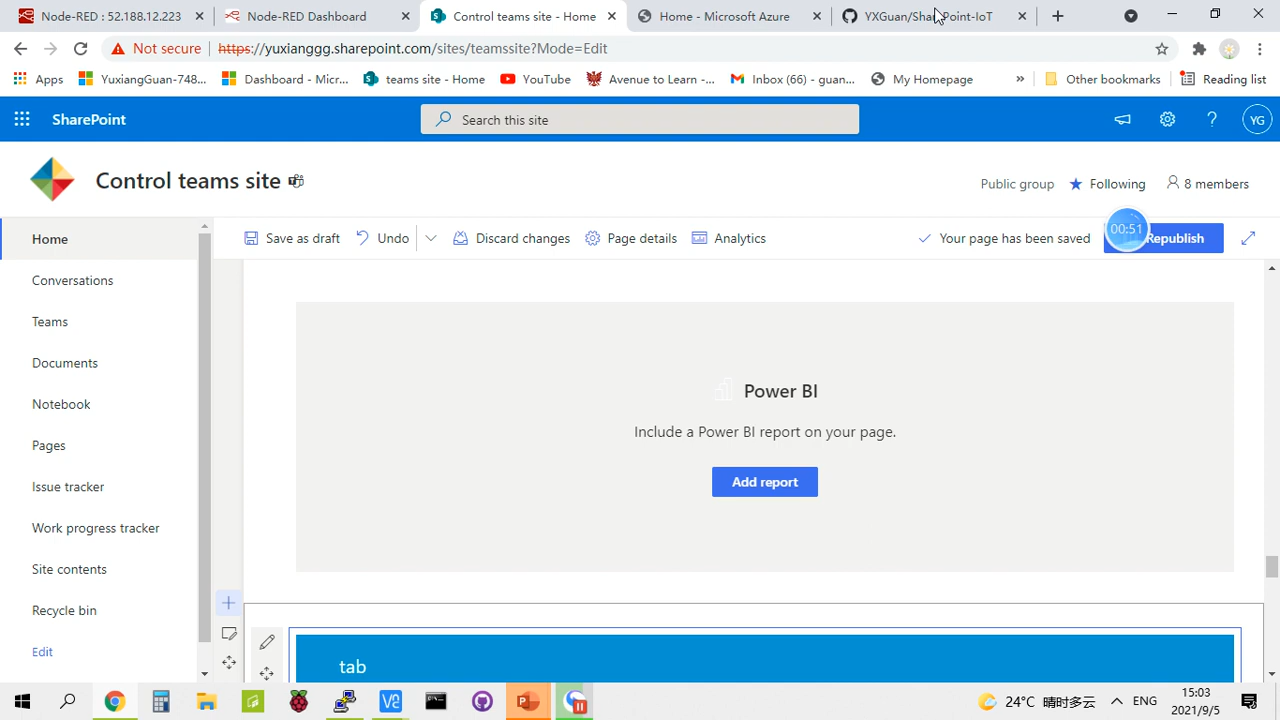 Node-RED : 52.188.12.223
Node-RED Dashboard
Control teams site - Home
Home - Microsoft Azure
YXGuan/SharePoint-IoT
Not secure https://yuxianggg.sharepoint.com/sites/teamssite?Mode=Edit
Apps YuxiangGuan-748... Dashboard - Micr... teams site - Home YouTube Avenue to Learn -... Inbox (66) - guan... My Homepage » Other bookmarks Reading list
SharePoint Search this site ? YG
Control teams site
Public group Following 8 members
Save as draft Undo Discard changes Page details Analytics Your page has been saved 00:51 Republish
Home
Conversations
Teams
Documents
Notebook
Pages
Issue tracker
Work progress tracker
Site contents
Recycle bin
Edit
Power BI
Include a Power BI report on your page.
Add report
tab
24°C 晴时多云 ENG
15:03
2021/9/5